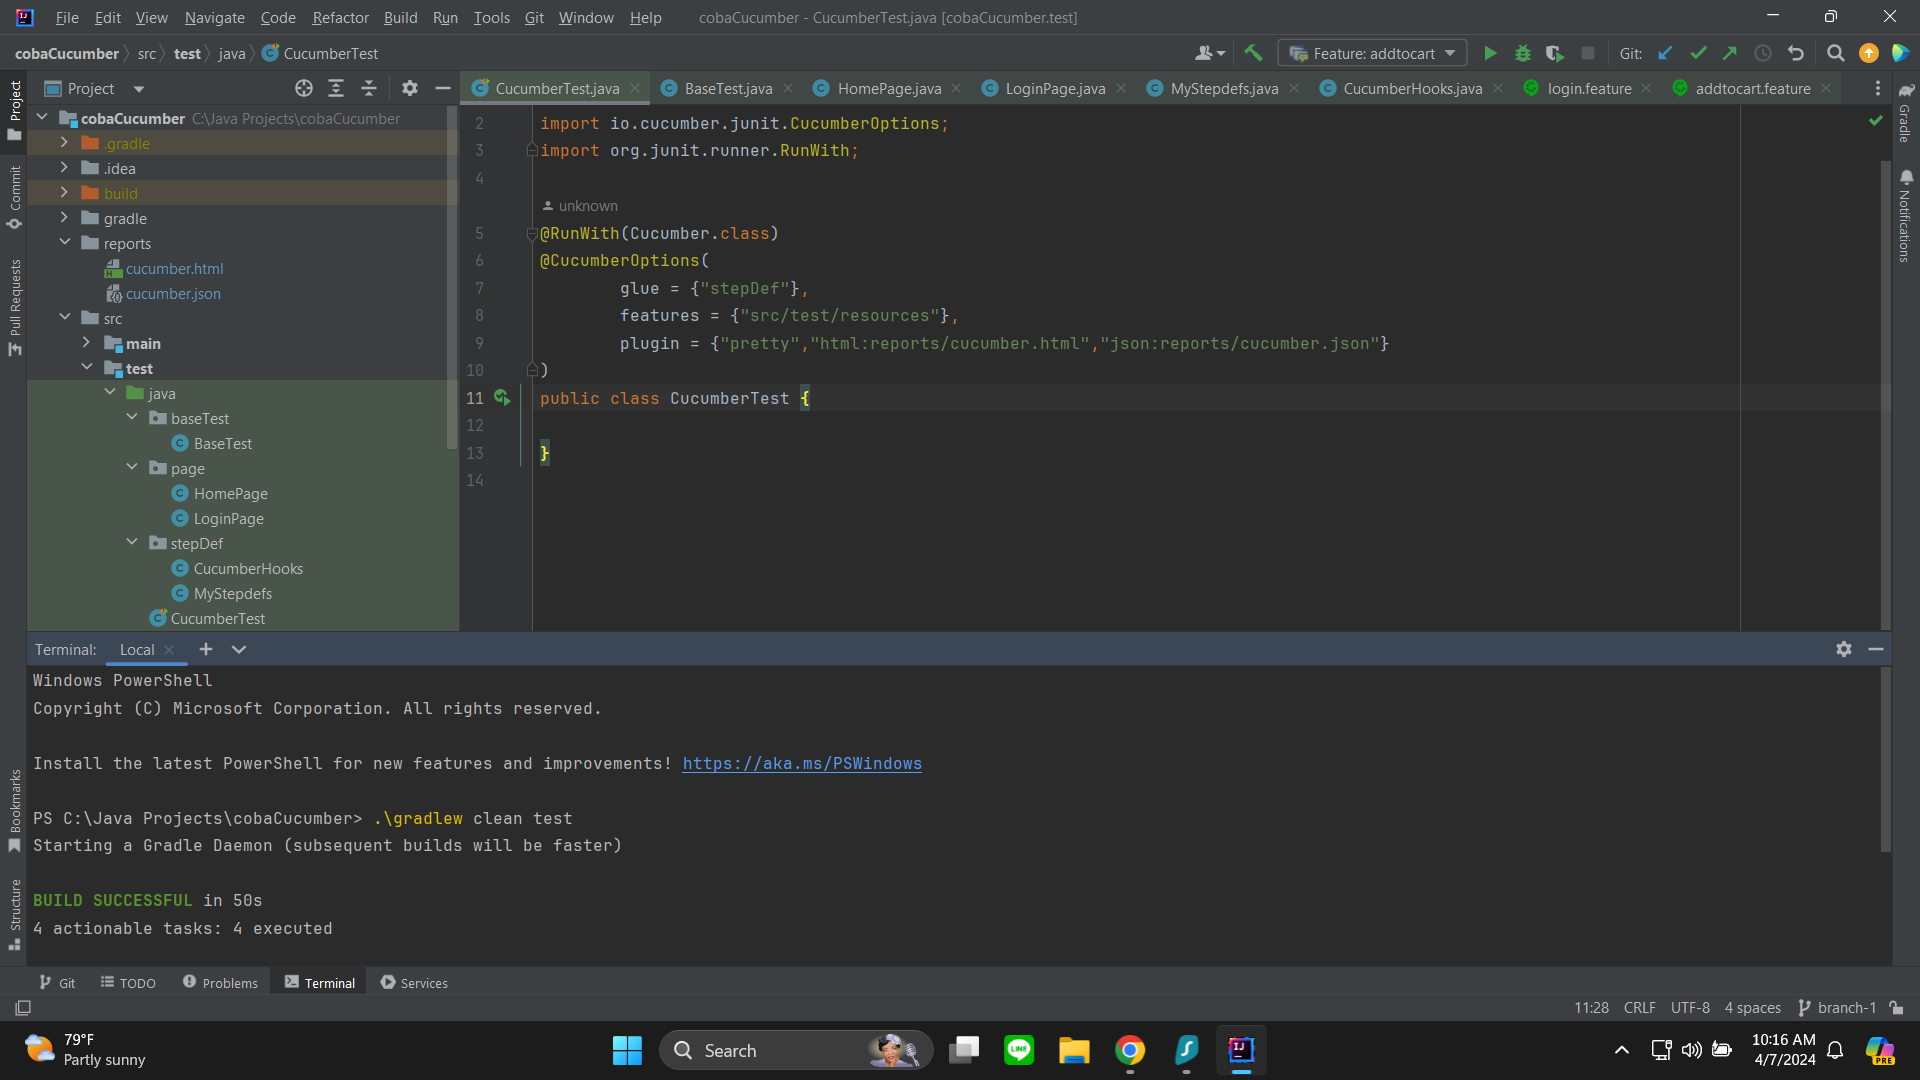 File Edit View Navigate Code Refactor Build Run Tools Git Window Help cobaCucumber - CucumberTest.java [cobaCucumber.test]
cobaCucumber src test java CucumberTest Feature: addtocart Git:
Project
CucumberTest.java BaseTest.java HomePage.java LoginPage.java MyStepdefs.java CucumberHooks.java login.feature addtocart.feature
Project
Commit
Pull Requests
Bookmarks
Structure
cobaCucumber C:\Java Projects\cobaCucumber
.gradle
.idea
build
gradle
reports
cucumber.html
cucumber.json
src
main
test
java
baseTest
BaseTest
page
HomePage
LoginPage
stepDef
CucumberHooks
MyStepdefs
CucumberTest
2 import io.cucumber.junit.CucumberOptions;
3 import org.junit.runner.RunWith;
4
unknown
5 @RunWith(Cucumber.class)
6 @CucumberOptions(
7 glue = {"stepDef"},
8 features = {"src/test/resources"},
9 plugin = {"pretty","html:reports/cucumber.html","json:reports/cucumber.json"}
10 )
11 public class CucumberTest {
12
13 }
14
Gradle
Notifications
Terminal: Local
Windows PowerShell
Copyright (C) Microsoft Corporation. All rights reserved.
Install the latest PowerShell for new features and improvements! https://aka.ms/PSWindows
PS C:\Java Projects\cobaCucumber> .\gradlew clean test
Starting a Gradle Daemon (subsequent builds will be faster)
BUILD SUCCESSFUL in 50s
4 actionable tasks: 4 executed
Git TODO Problems Terminal Services
11:28 CRLF UTF-8 4 spaces branch-1
79°F
Partly sunny
Search
LINE
IJ
10:16 AM
4/7/2024
PRE